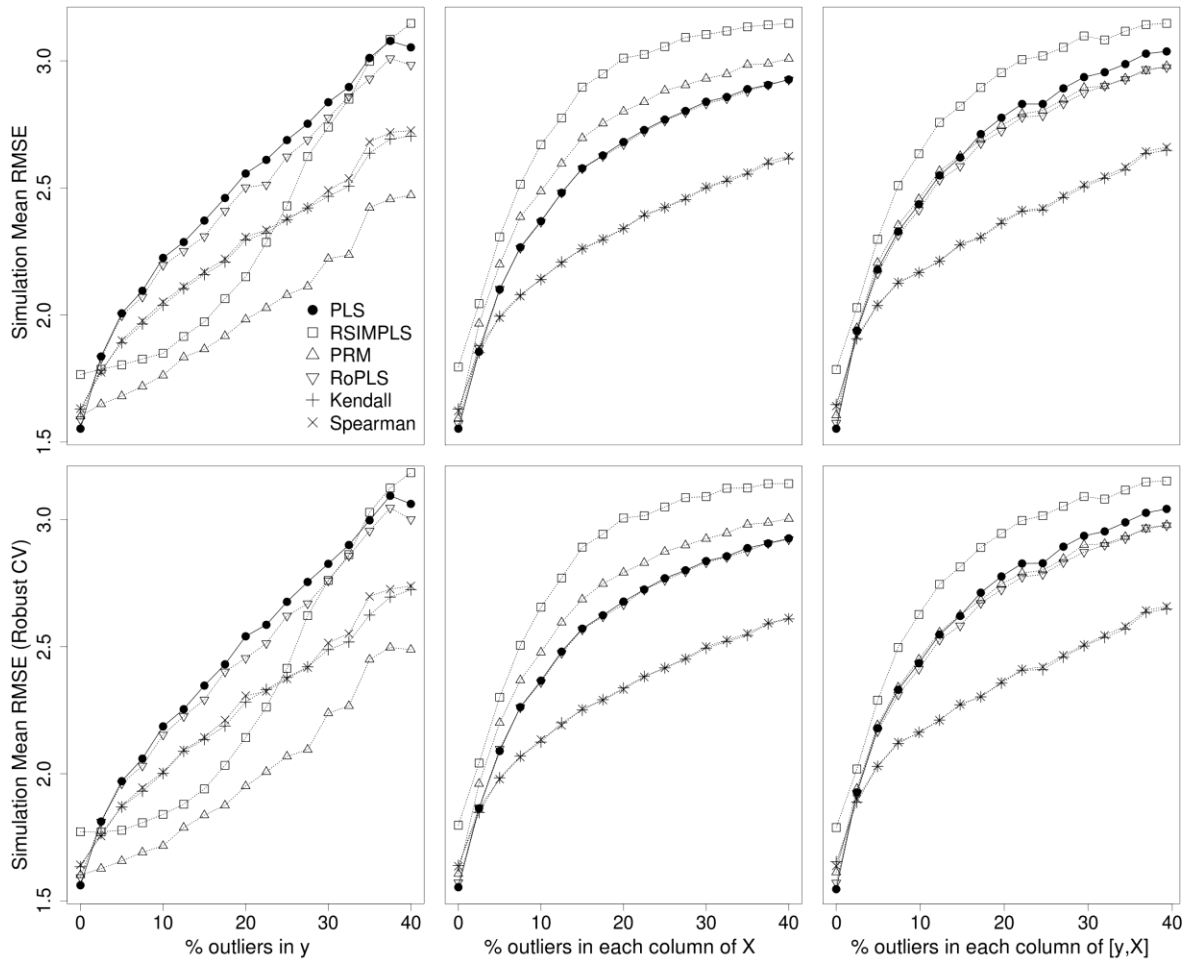 Simulation Mean RMSE
3.0
2.5
2.0
1.5
PLS
RSIMPLS
PRM
RoPLS
Kendall
Spearman
Simulation Mean RMSE (Robust CV)
3.0
2.5
2.0
1.5
0 10 20 30 40
0 10 20 30 40
0 10 20 30 40
% outliers in y
% outliers in each column of X
% outliers in each column of [y,X]